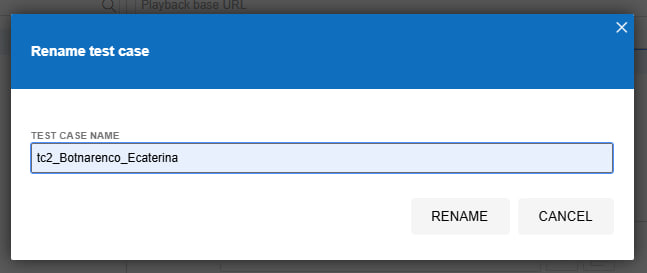 Playback base URL
Rename test case
TEST CASE NAME
tc2_Botnarenco_Ecaterina
RENAME
CANCEL